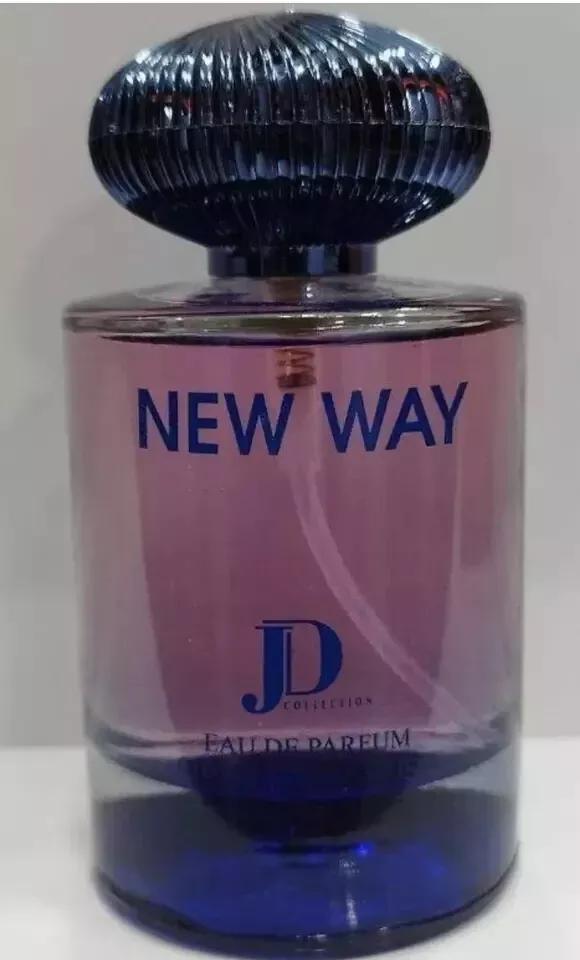 NEW WAY
JD
COLLECTION
EAU DE PARFUM